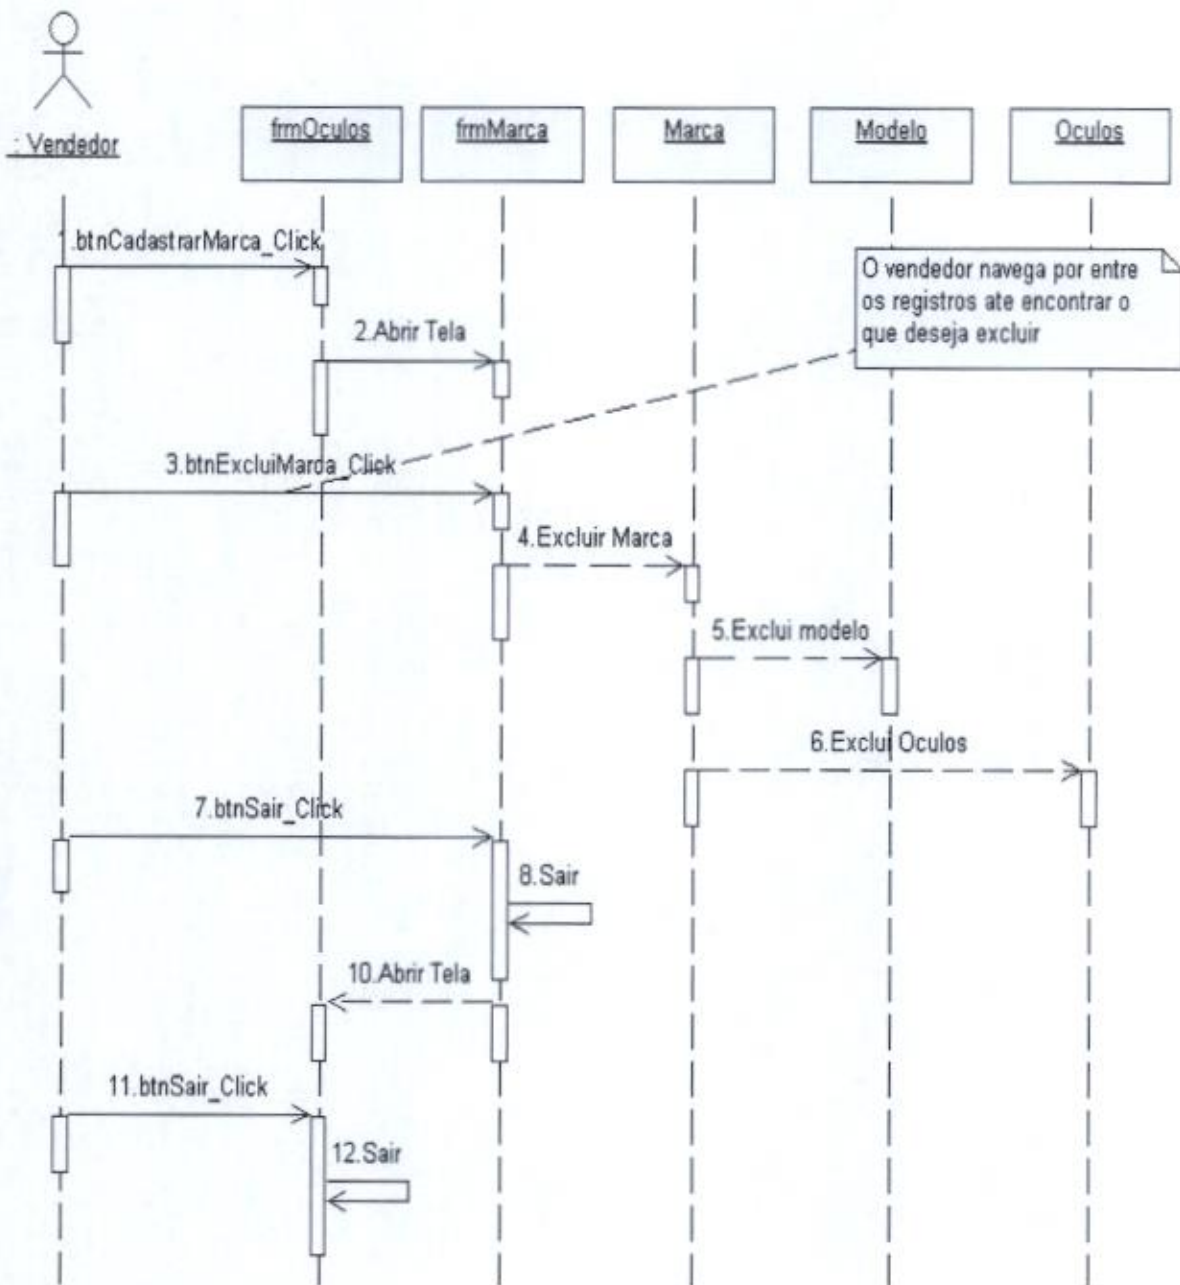 : Vendedor
frmOculos
frmMarca
Marca
Modelo
Oculos
1.btnCadastrarMarca_Click
O vendedor navega por entre
os registros ate encontrar o
que deseja excluir
2.Abrir Tela
3.btnExcluiMarca_Click
4.Excluir Marca
5.Exclui modelo
6.Exclui Oculos
7.btnSair_Click
8.Sair
10.Abrir Tela
11.btnSair_Click
12.Sair